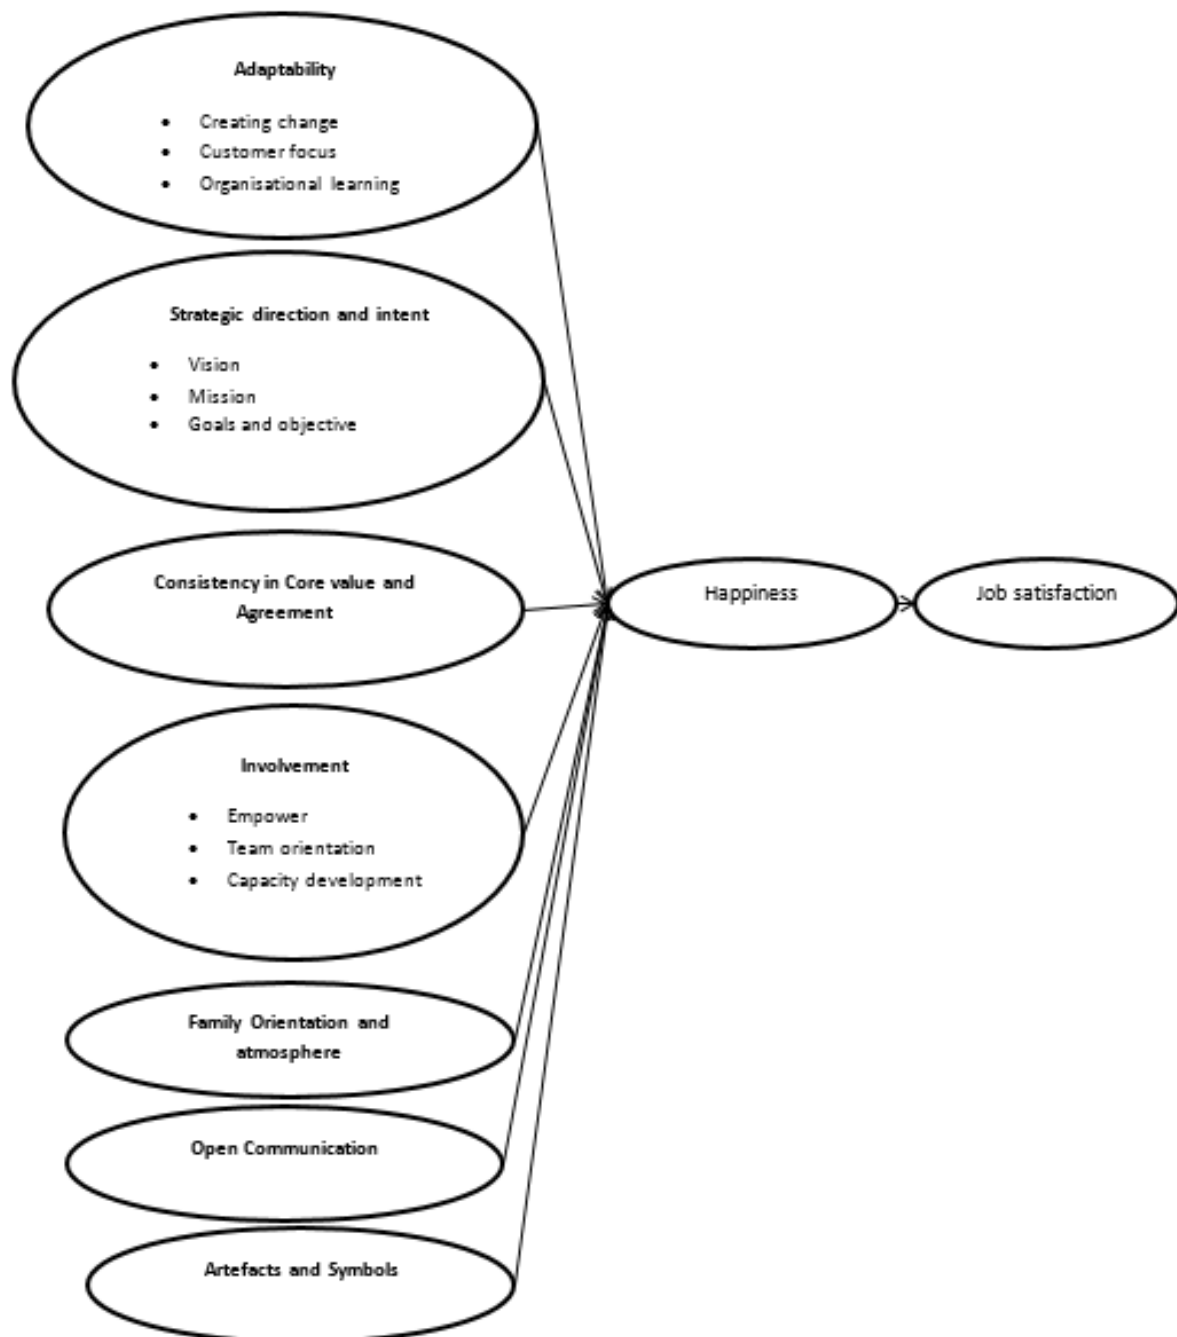 Adaptability
• Creating change
• Customer focus
• Organisational learning
Strategic direction and intent
• Vision
• Mission
• Goals and objective
Consistency in Core value and
Agreement
Happiness
Job satisfaction
Involvement
• Empower
• Team orientation
• Capacity development
Family Orientation and
atmosphere
Open Communication
Artefacts and Symbols